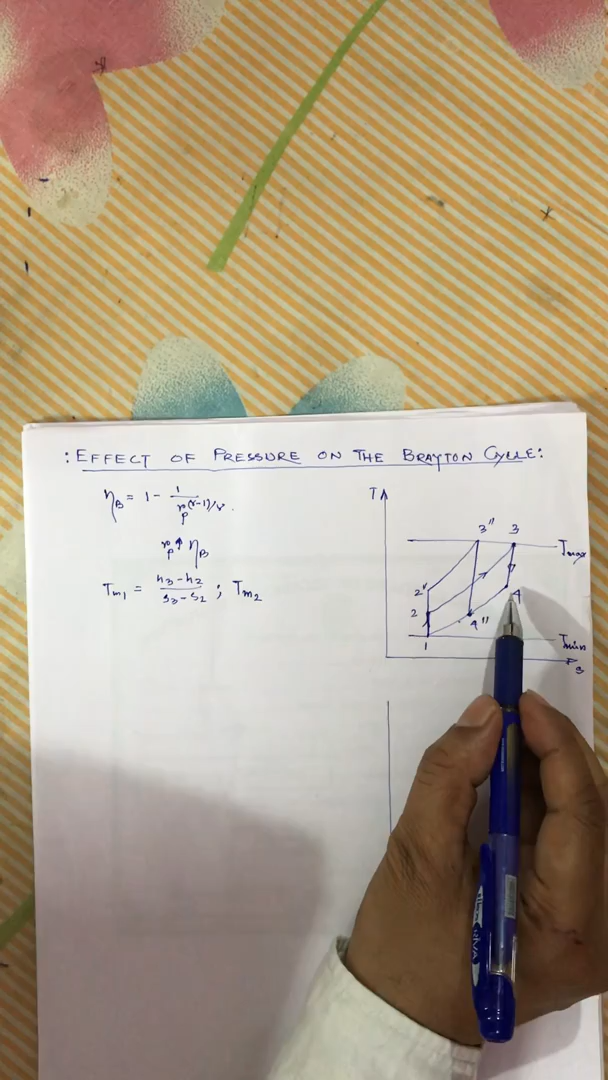 : EFFECT OF PRESSURE ON THE BRAYTON CYCLE:
ηB = 1 - 1/rp^(γ-1)/γ.
rp↑ ηB
Tm1 = h3-h2/s3-s2 ; Tm2
T
3" 3
Tmax
2"
2
4
4"
1
Tmin
s